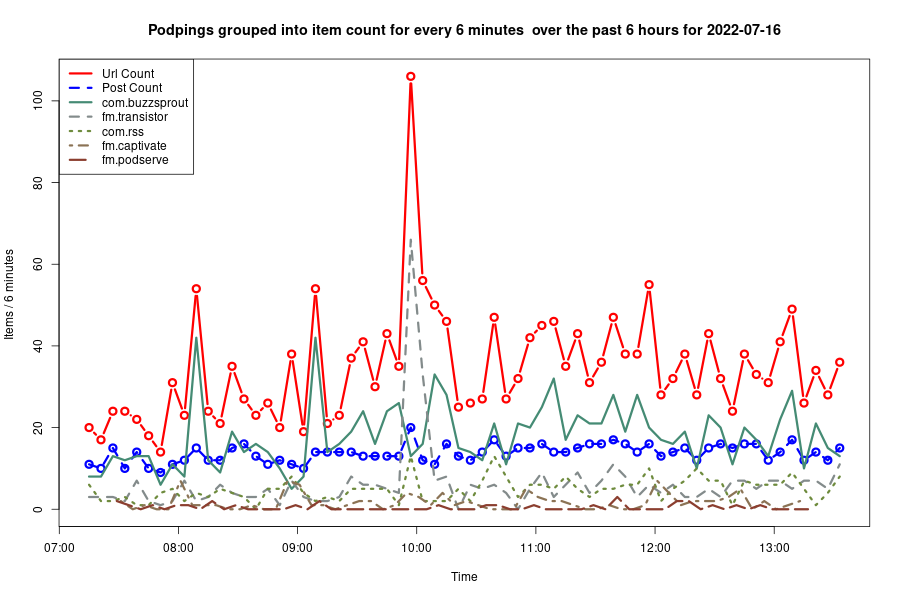 Podpings grouped into item count for every 6 minutes  over the past 6 hours for 2022-07-16
Url Count
Post Count
com.buzzsprout
fm.transistor
com.rss
fm.captivate
fm.podserve
Items / 6 minutes
100
80
60
40
20
0
07:00 08:00 09:00 10:00 11:00 12:00 13:00
Time